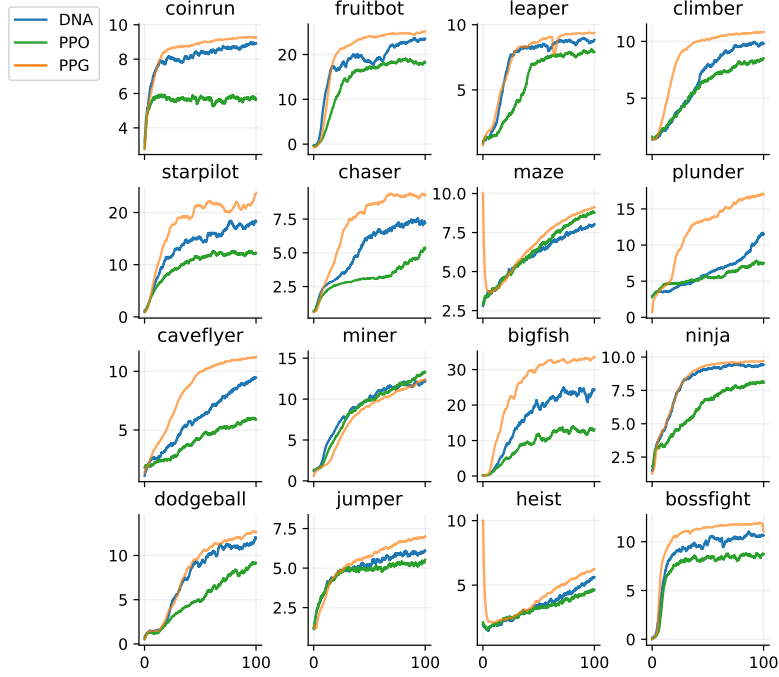 DNA
PPO
PPG
coinrun
10
8
6
4
fruitbot
20
10
0
leaper
10
5
climber
10
5
starpilot
20
10
0
chaser
7.5
5.0
2.5
maze
10.0
7.5
5.0
2.5
plunder
15
10
5
0
caveflyer
10
5
miner
15
10
5
0
bigfish
30
20
10
0
ninja
10.0
7.5
5.0
2.5
dodgeball
10
5
0
0 100
jumper
7.5
5.0
2.5
0 100
heist
10
5
0 100
bossfight
10
5
0
0 100